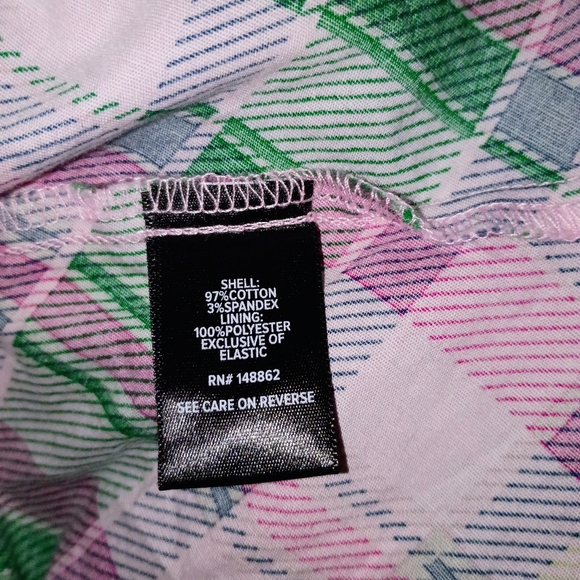 SHELL:
97%COTTON
3%SPANDEX
LINING:
100%POLYESTER
EXCLUSIVE OF
ELASTIC
RN# 148862
SEE CARE ON REVERSE